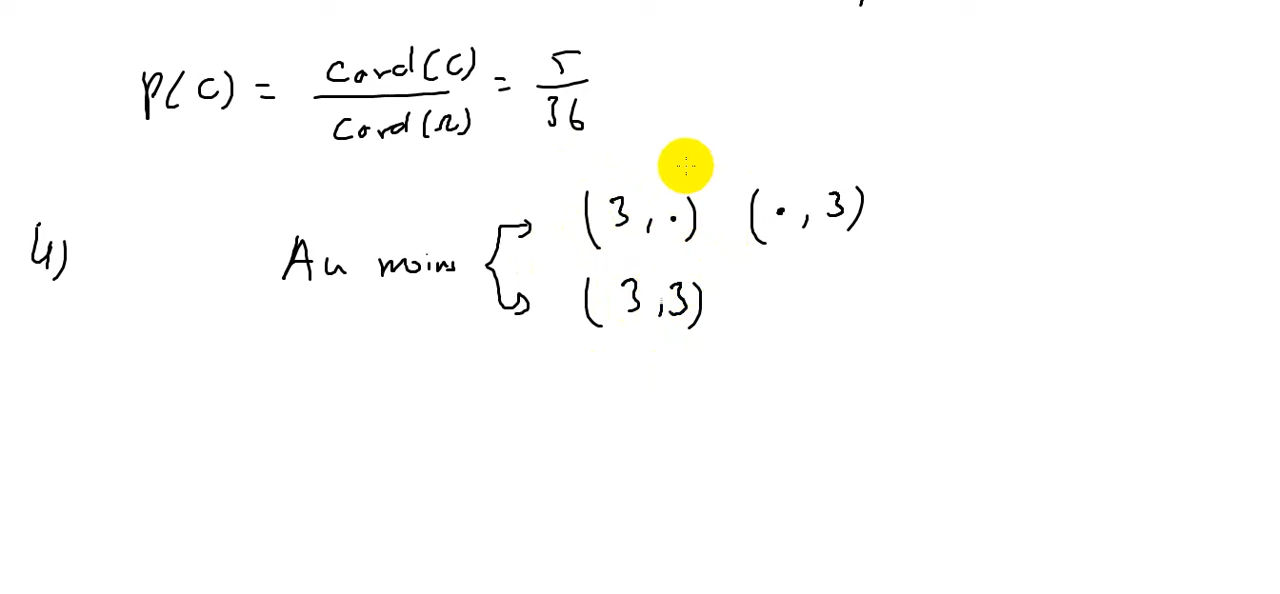 P(C) = Card(C) / Card(Ω) = 5 / 36
4) Au moins (3, .) (., 3)
(3,3)